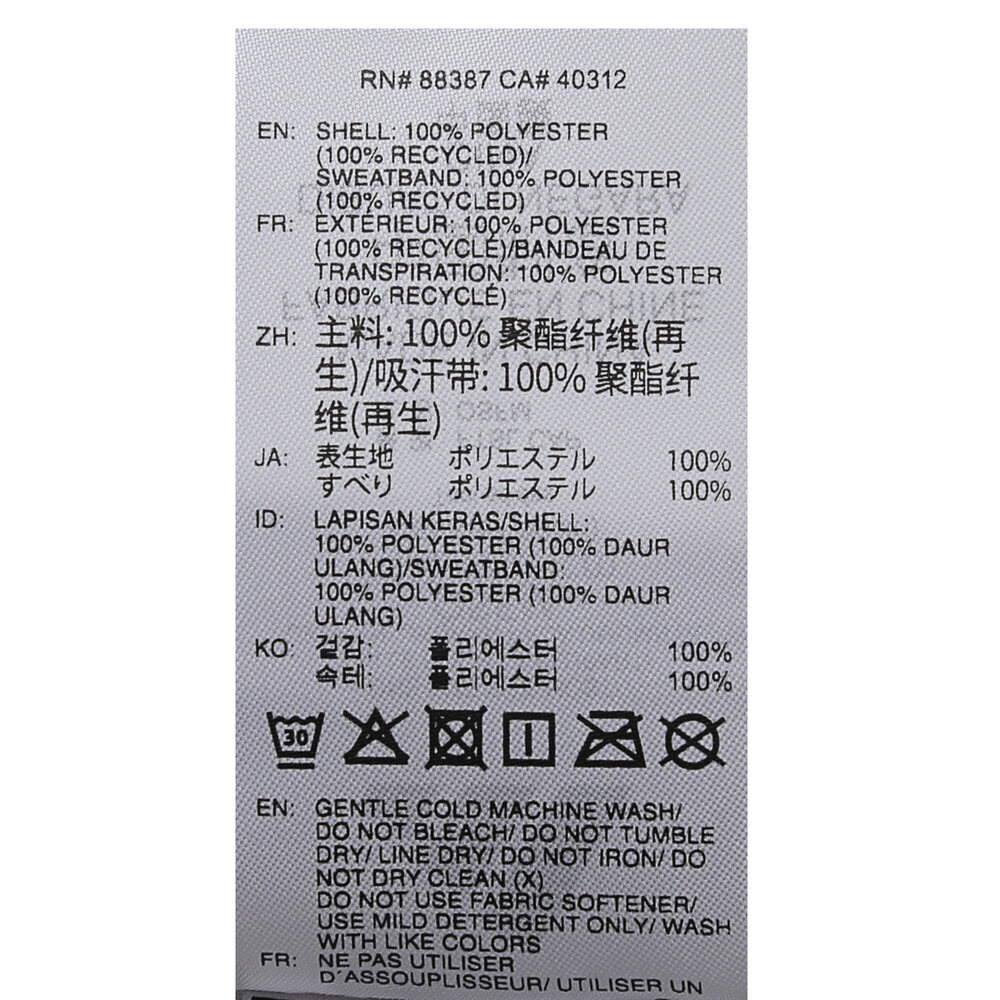 RN# 88387 CA# 40312
EN: SHELL: 100% POLYESTER
(100% RECYCLED)/
SWEATBAND: 100% POLYESTER
(100% RECYCLED)
FR: EXTÉRIEUR: 100% POLYESTER
(100% RECYCLÉ)/BANDEAU DE
TRANSPIRATION: 100% POLYESTER
(100% RECYCLÉ)
ZH: 主料: 100% 聚酯纤维(再
生)/吸汗带: 100% 聚酯纤
维(再生)
JA: 表生地 ポリエステル 100%
すべり ポリエステル 100%
ID: LAPISAN KERAS/SHELL:
100% POLYESTER (100% DAUR
ULANG)/SWEATBAND:
100% POLYESTER (100% DAUR
ULANG)
KO: 겉감: 폴리에스터 100%
속테: 폴리에스터 100%
30
EN: GENTLE COLD MACHINE WASH/
DO NOT BLEACH/ DO NOT TUMBLE
DRY/ LINE DRY/ DO NOT IRON/ DO
NOT DRY CLEAN (X)
DO NOT USE FABRIC SOFTENER/
USE MILD DETERGENT ONLY/ WASH
WITH LIKE COLORS
FR: NE PAS UTILISER
D'ASSOUPLISSEUR/ UTILISER UN